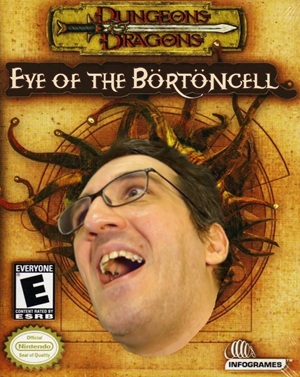 DUNGEONS
DRAGONS
EYE OF THE BÖRTÖNCELL
EVERYONE
E
CONTENT RATED BY
ESRB
Official
Nintendo
Seal of Quality
INFOGRAMES